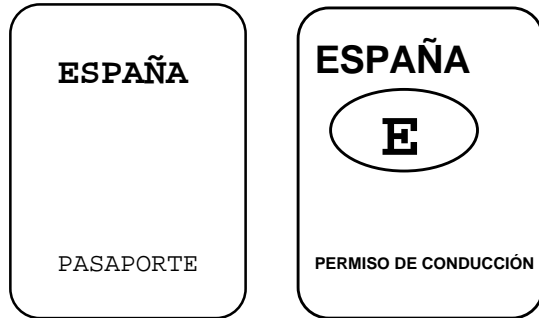 ESPAÑA
PASAPORTE
ESPAÑA
E
PERMISO DE CONDUCCIÓN